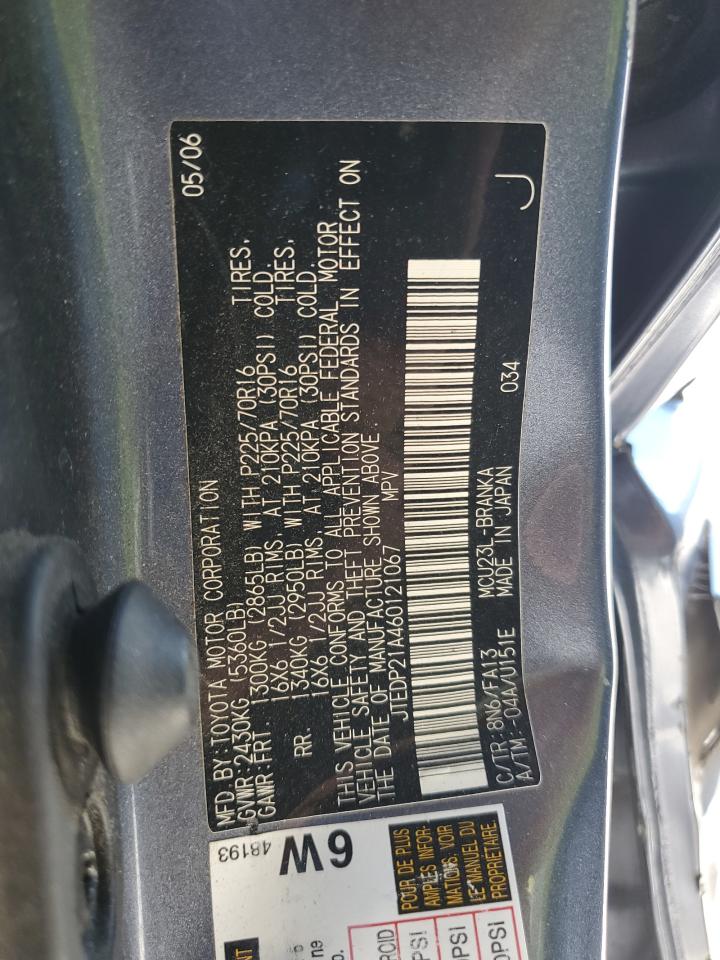 05/06
MFD. BY: TOYOTA MOTOR CORPORATION
GVWR: 2430KG (5360LB)
GAWR: FRT. 1300KG (2865LB) WITH P225/70R16 TIRES,
16X6 1/2JJ RIMS, AT 210KPA (30PSI) COLD.
RR. 1340KG (2950LB) WITH P225/70R16 TIRES,
16X6 1/2JJ RIMS, AT 210KPA (30PSI) COLD.
THIS VEHICLE CONFORMS TO ALL APPLICABLE FEDERAL MOTOR
VEHICLE SAFETY AND THEFT PREVENTION STANDARDS IN EFFECT ON
THE DATE OF MANUFACTURE SHOWN ABOVE.
JTEDP21A460121067 MPV
C/TR:8N6/FA13 MCU23L-BRANKA 034
A/TM:-04A/U151E MADE IN JAPAN J
6W
48193
POUR DE PLUS
AMPLES INFOR-
MATIONS, VOIR
LE MANUEL DU
PROPRIÉTAIRE.